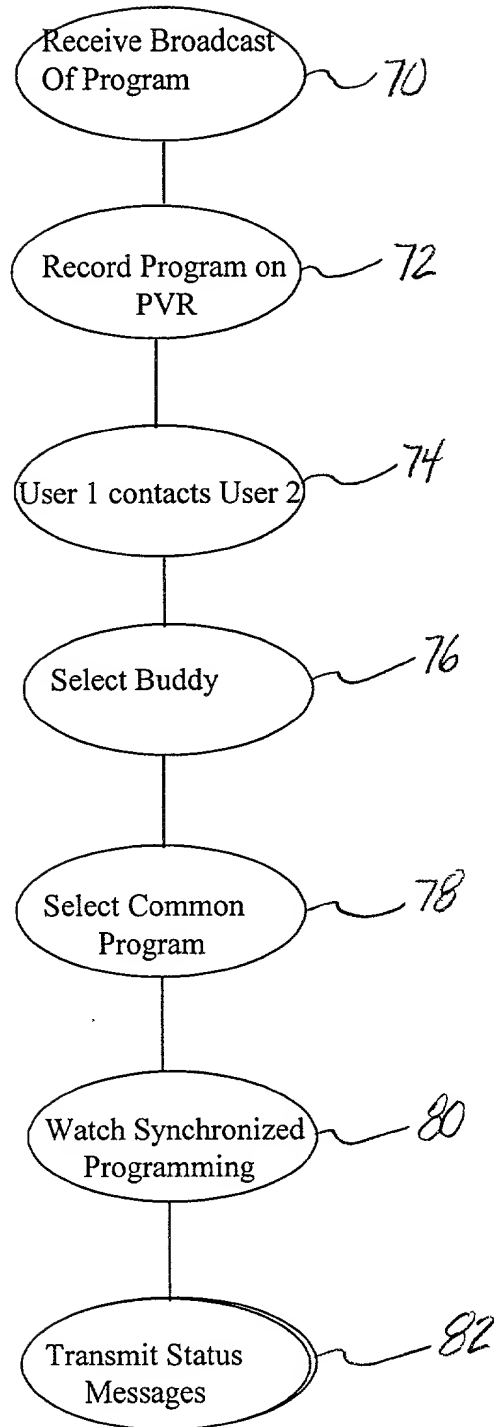 Receive Broadcast
Of Program
70
Record Program on
PVR
72
User 1 contacts User 2
74
Select Buddy
76
Select Common
Program
78
Watch Synchronized
Programming
80
Transmit Status
Messages
82